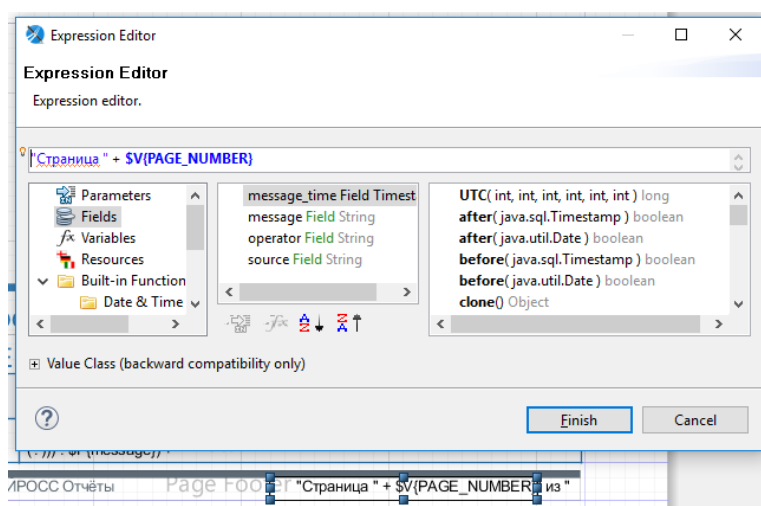 Expression Editor
Expression Editor
Expression editor.
"Страница " + $V{PAGE_NUMBER}
Parameters
Fields
Variables
Resources
Built-in Function
Date & Time
message_time Field Timest
message Field String
operator Field String
source Field String
UTC( int, int, int, int, int, int ) long
after( java.sql.Timestamp ) boolean
after( java.util.Date ) boolean
before( java.sql.Timestamp ) boolean
before( java.util.Date ) boolean
clone() Object
Value Class (backward compatibility only)
Finish
Cancel
ИРОСС Отчёты
Page Footer
"Страница " + $V{PAGE_NUMBER} из "